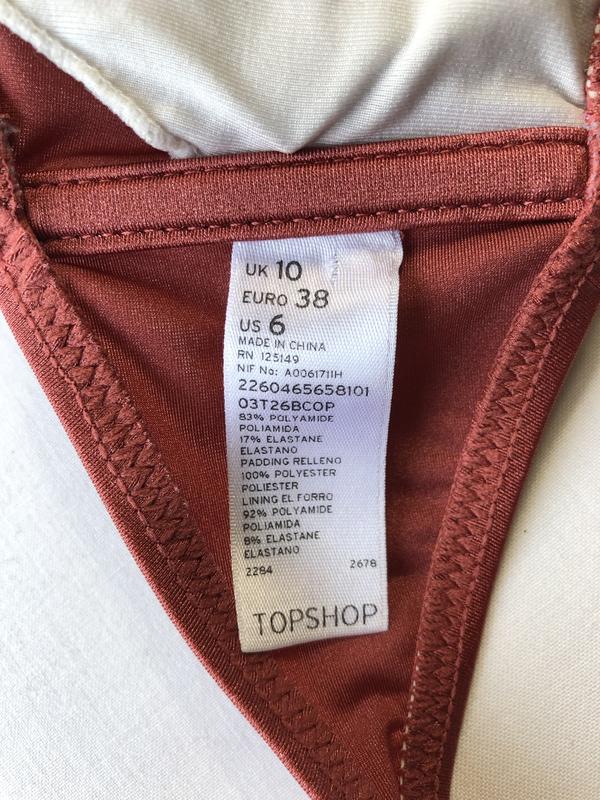 UK 10
EURO 38
US 6
MADE IN CHINA
RN 125149
NIF No: A0061711H
2260465658101
03T26BCOP
83% POLYAMIDE
POLIAMIDA
17% ELASTANE
ELASTANO
PADDING RELLENO
100% POLYESTER
POLIESTER
LINING EL FORRO
92% POLYAMIDE
POLIAMIDA
8% ELASTANE
ELASTANO
2284 2678
TOPSHOP